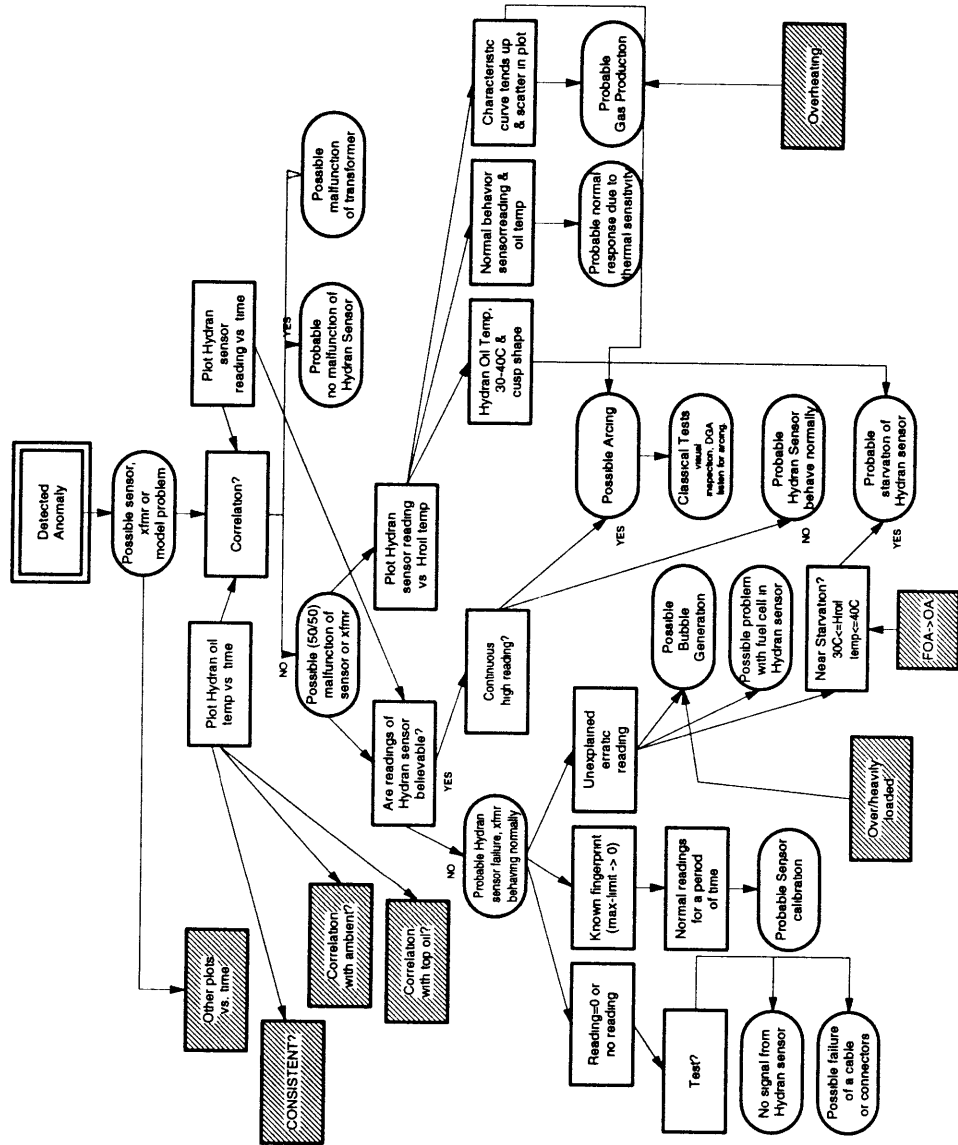 Detected
Anomaly
Possible sensor,
xfmr or
model problem
Other plots
vs. time
Plot Hydran oil
temp vs time
Correlation?
Plot Hydran
sensor
reading vs time
CONSISTENT?
Correlation
with ambient?
Correlation
with top oil?
NO
YES
Possible (50/50)
malfunction of
sensor or xfmr
Probable
no malfunction of
Hydran Sensor
Possible
malfunction
of transformer
Are readings of
Hydran sensor
believable?
Plot Hydran
sensor reading
vs Hroil temp
NO
YES
Probable Hydran
sensor failure, xfmr
behaving normally
Continuous
high reading?
Hydran Oil Temp,
30-40C &
cusp shape
Normal behavior
sensorreading &
oil temp
Characteristic
curve tends up
& scatter in plot
Reading=0 or
no reading
Known fingerprint
(max-limit -> 0)
Unexplained
erratic
reading
YES
Possible Arcing
Probable normal
response due to
thermal sensitivity
Probable
Gas Production
Test?
Normal readings
for a period
of time
Possible
Bubble
Generation
Classical Tests
visual
inspection, DGA
listen for arcing.
Possible problem
with fuel cell in
Hydran sensor
NO
Probable
Hydran Sensor
behave normally
Overheating
No signal from
Hydran sensor
Probable Sensor
calibration
Near Starvation?
30C<=Hroil
temp<=40C
YES
Probable
starvation of
Hydran sensor
Possible failure
of a cable
or connectors
Over/heavily
loaded
FOA->OA